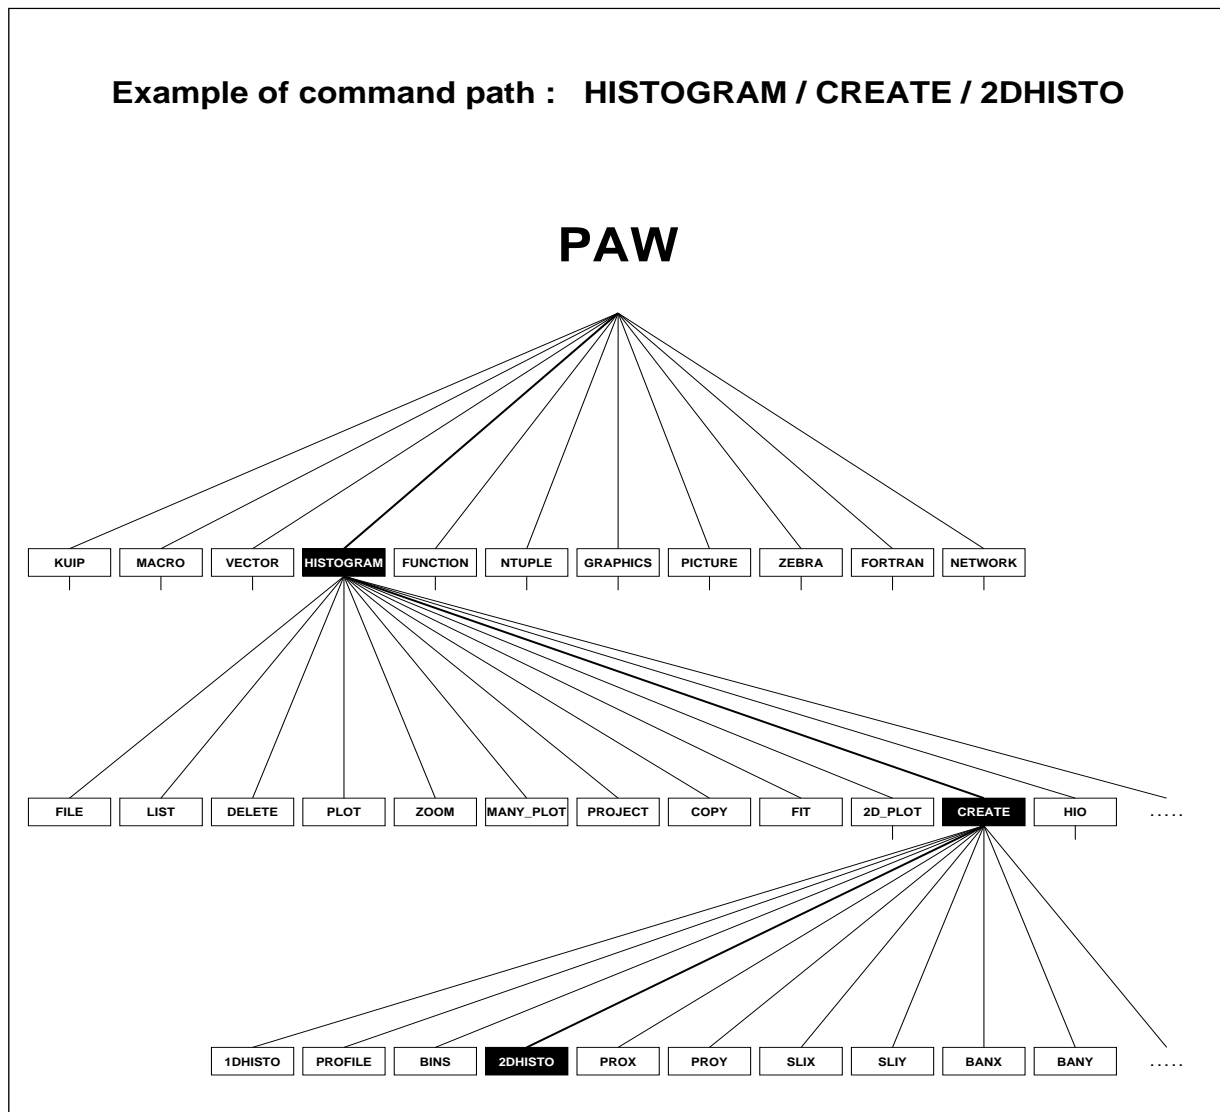 Example of command path : HISTOGRAM / CREATE / 2DHISTO
PAW
KUIP MACRO VECTOR HISTOGRAM FUNCTION NTUPLE GRAPHICS PICTURE ZEBRA FORTRAN NETWORK
FILE LIST DELETE PLOT ZOOM MANY_PLOT PROJECT COPY FIT 2D_PLOT CREATE HIO .....
1DHISTO PROFILE BINS 2DHISTO PROX PROY SLIX SLIY BANX BANY .....